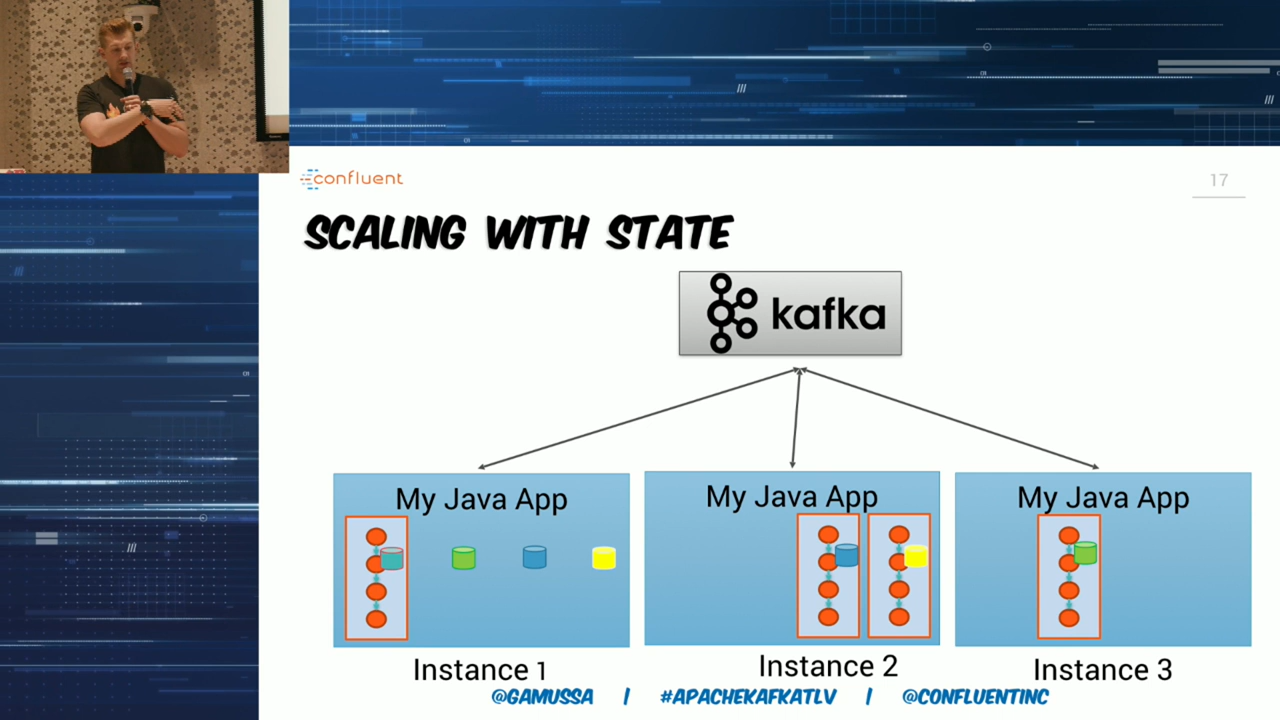 confluent
17
SCALING WITH STATE
kafka
My Java App
My Java App
My Java App
Instance 1
Instance 2
Instance 3
@GAMUSSA | #APACHEKAFKATLV | @CONFLUENTINC